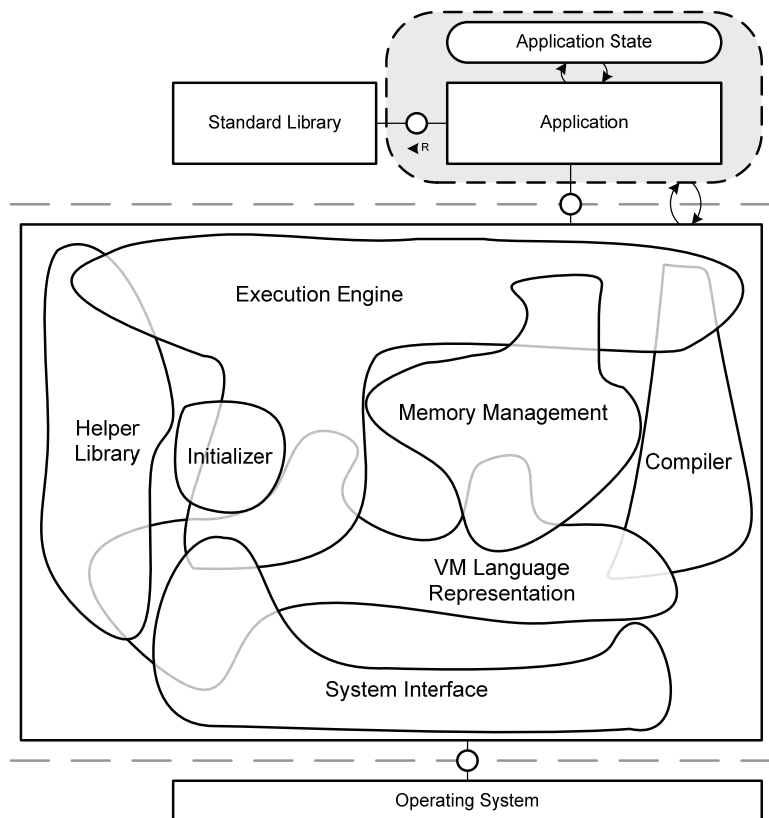 Application State
Standard Library
Application
R
Execution Engine
Memory Management
Helper
Library
Initializer
Compiler
VM Language
Representation
System Interface
Operating System